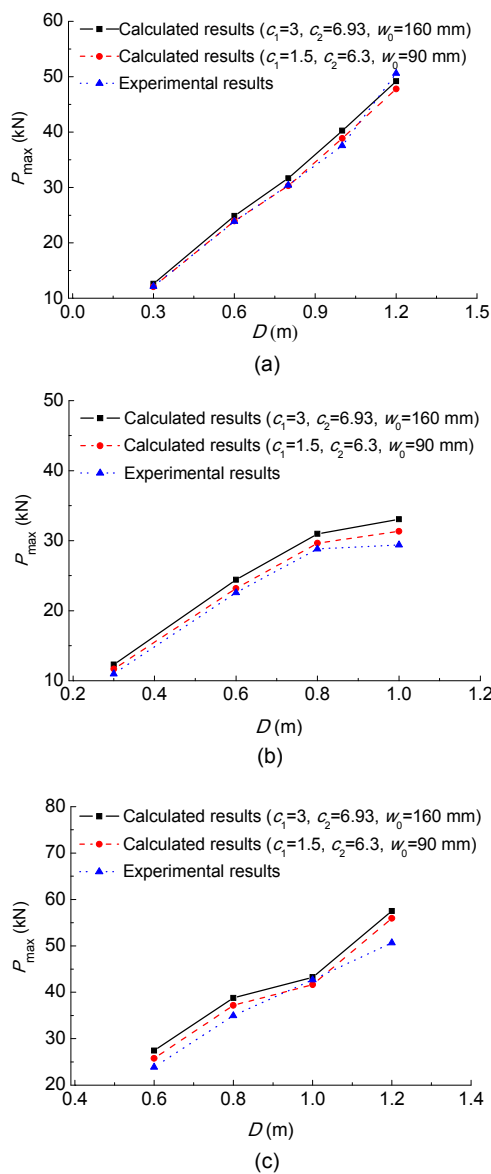 60
Calculated results (c₁=3, c₂=6.93, w₀=160 mm)
Calculated results (c₁=1.5, c₂=6.3, w₀=90 mm)
Experimental results
50
40
30
20
10
P_max (kN)
0.0 0.3 0.6 0.9 1.2 1.5
D (m)
(a)
50
Calculated results (c₁=3, c₂=6.93, w₀=160 mm)
Calculated results (c₁=1.5, c₂=6.3, w₀=90 mm)
Experimental results
40
30
20
10
P_max (kN)
0.2 0.4 0.6 0.8 1.0 1.2
D (m)
(b)
80
Calculated results (c₁=3, c₂=6.93, w₀=160 mm)
Calculated results (c₁=1.5, c₂=6.3, w₀=90 mm)
Experimental results
70
60
50
40
30
20
P_max (kN)
0.4 0.6 0.8 1.0 1.2 1.4
D (m)
(c)